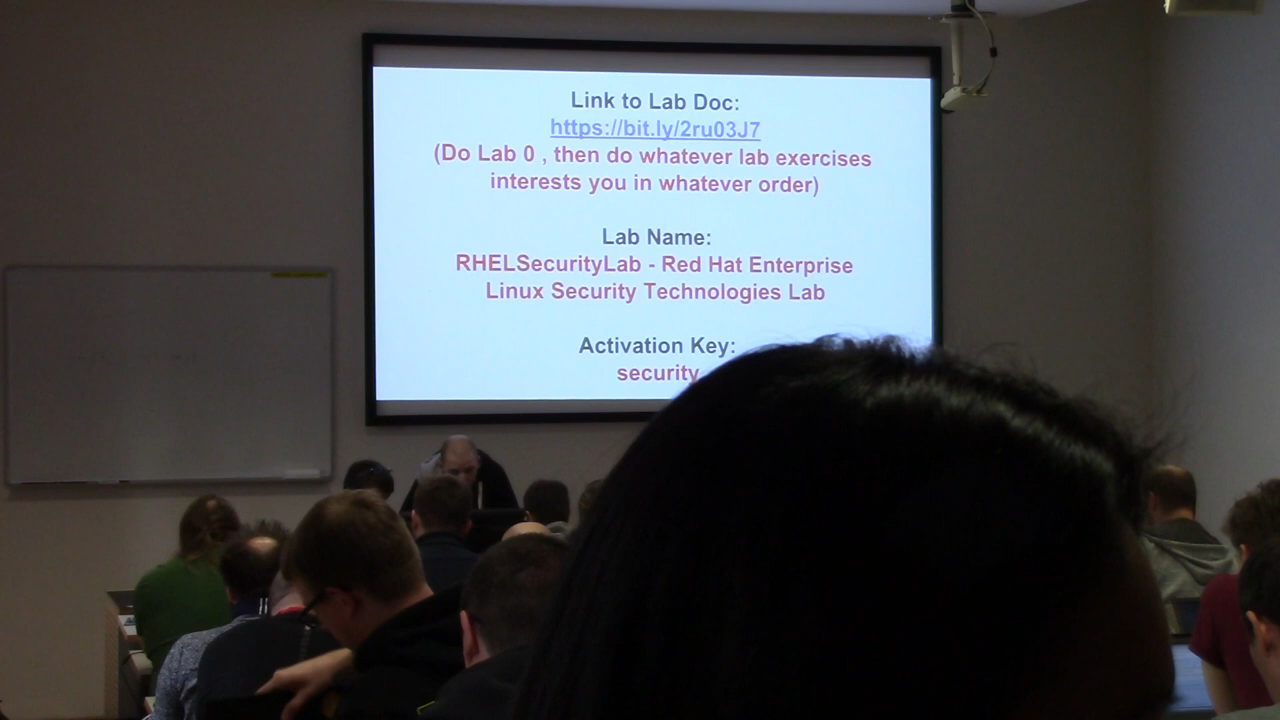 Link to Lab Doc:
https://bit.ly/2ru03J7
(Do Lab 0 , then do whatever lab exercises
interests you in whatever order)
Lab Name:
RHELSecurityLab - Red Hat Enterprise
Linux Security Technologies Lab
Activation Key:
security